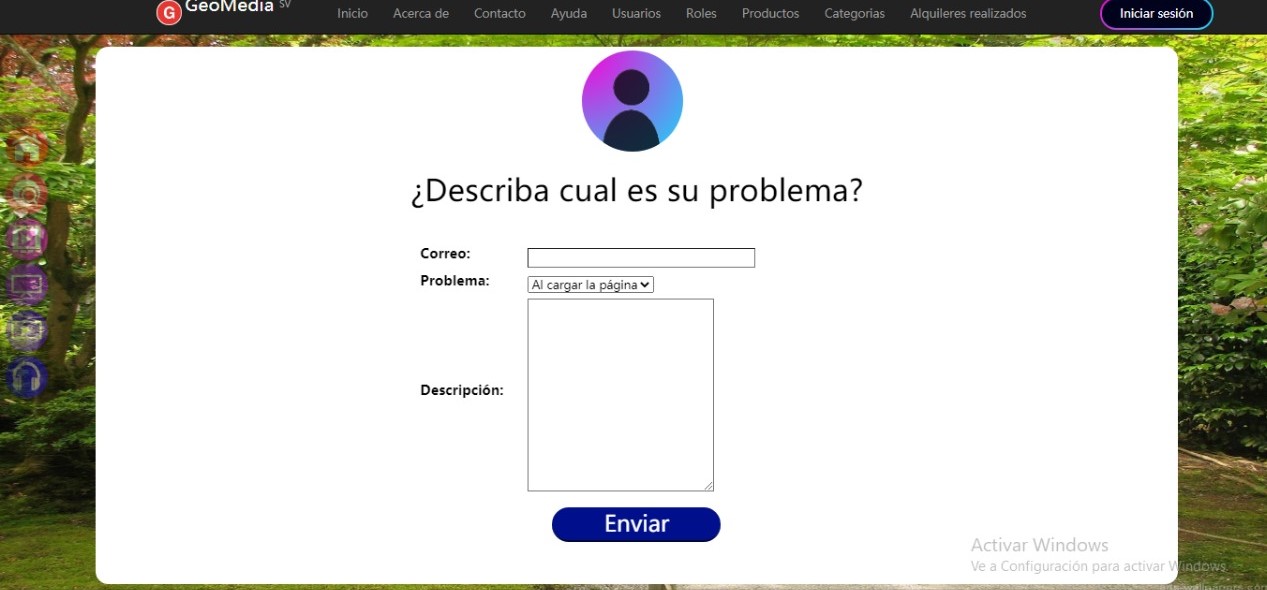 G GeoMedia SV
Inicio Acerca de Contacto Ayuda Usuarios Roles Productos Categorias Alquileres realizados Iniciar sesión
¿Describa cual es su problema?
Correo:
Problema: Al cargar la página
Descripción:
Enviar
Activar Windows
Ve a Configuración para activar Windows.